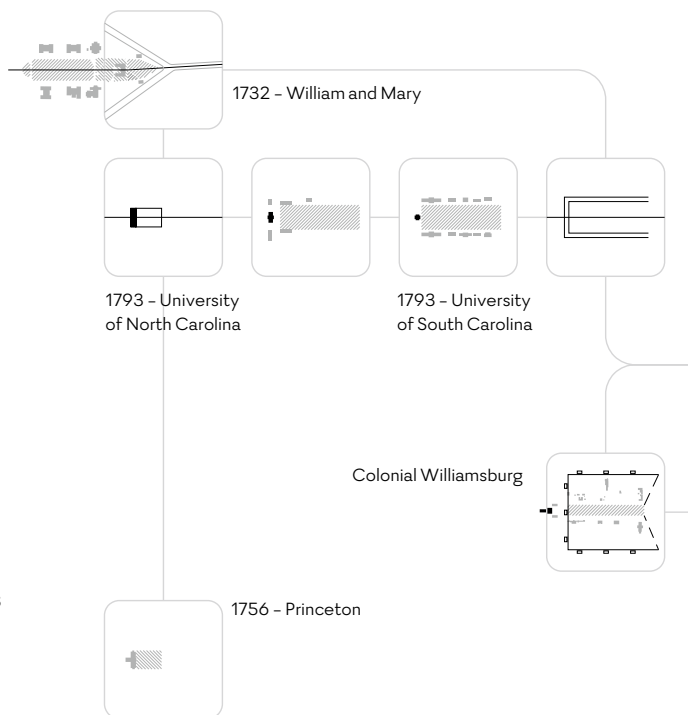 1732 – William and Mary
1793 – University
of North Carolina
1793 – University
of South Carolina
Colonial Williamsburg
1756 – Princeton